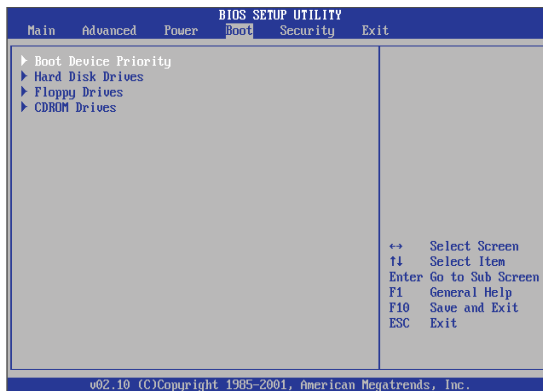 BIOS SETUP UTILITY
Main Advanced Power Boot Security Exit
Boot Device Priority
Hard Disk Drives
Floppy Drives
CDROM Drives
↔ Select Screen
↑↓ Select Item
Enter Go to Sub Screen
F1 General Help
F10 Save and Exit
ESC Exit
v02.10 (C)Copyright 1985-2001, American Megatrends, Inc.